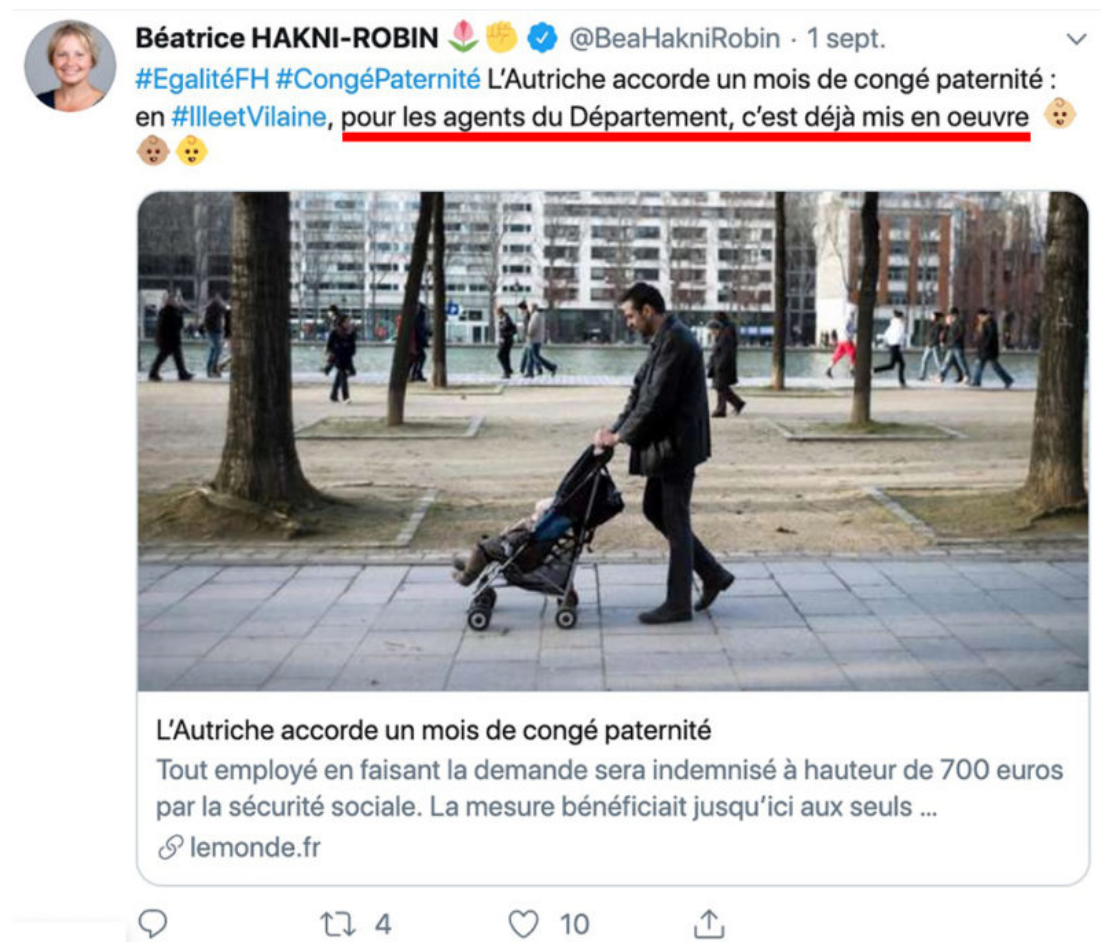 Béatrice HAKNI-ROBIN 🌷✊ @BeaHakniRobin · 1 sept.
#EgalitéFH #CongéPaternité L'Autriche accorde un mois de congé paternité :
en #IlleetVilaine, pour les agents du Département, c'est déjà mis en oeuvre 👶🏼
👶🏽👶
L'Autriche accorde un mois de congé paternité
Tout employé en faisant la demande sera indemnisé à hauteur de 700 euros
par la sécurité sociale. La mesure bénéficiait jusqu'ici aux seuls ...
lemonde.fr
4 10